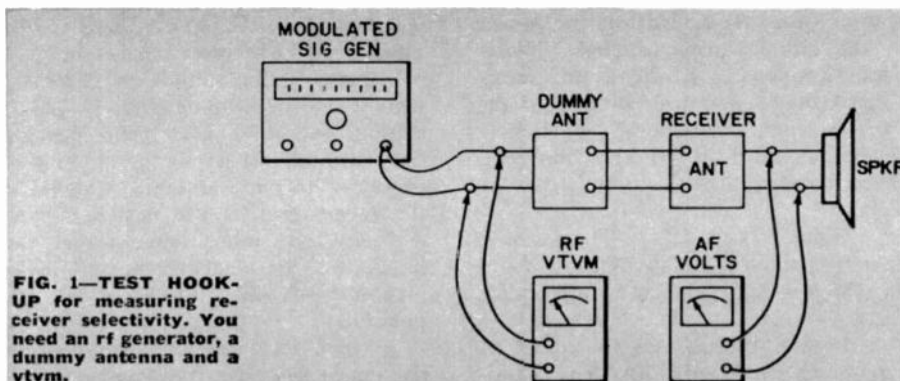 MODULATED
SIG GEN
DUMMY
ANT
RECEIVER
ANT
SPKR
RF
VTVM
AF
VOLTS
FIG. 1—TEST HOOK-
UP for measuring re-
ceiver selectivity. You
need an rf generator, a
dummy antenna and a
vtvm.